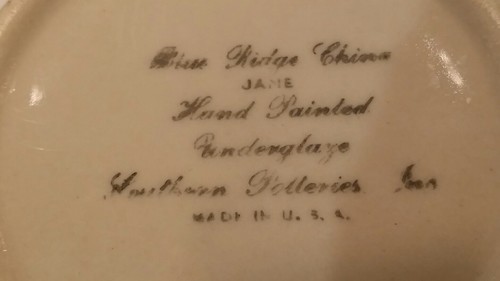 Blue Ridge China
JANE
Hand Painted
Underglaze
Southern Potteries Inc
MADE IN U.S.A.